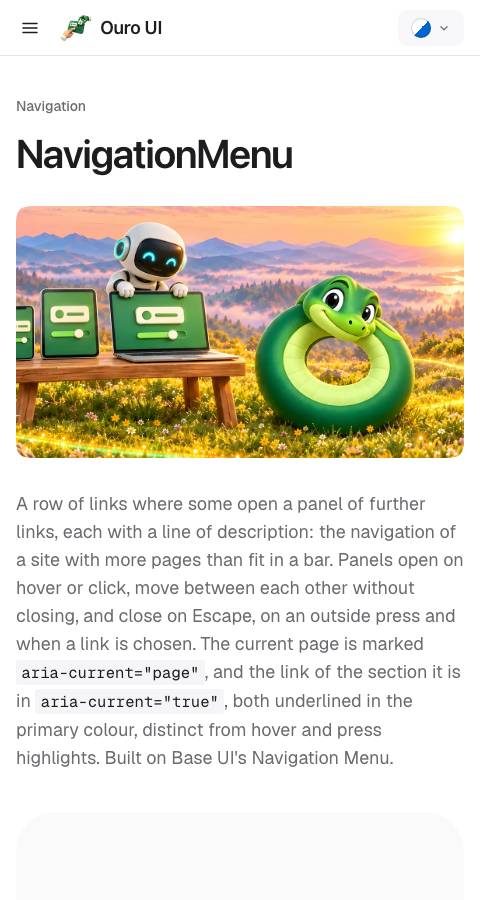 Ouro UI
Navigation
NavigationMenu
A row of links where some open a panel of further
links, each with a line of description: the navigation of
a site with more pages than fit in a bar. Panels open on
hover or click, move between each other without
closing, and close on Escape, on an outside press and
when a link is chosen. The current page is marked
aria-current="page", and the link of the section it is
in aria-current="true", both underlined in the
primary colour, distinct from hover and press
highlights. Built on Base UI's Navigation Menu.